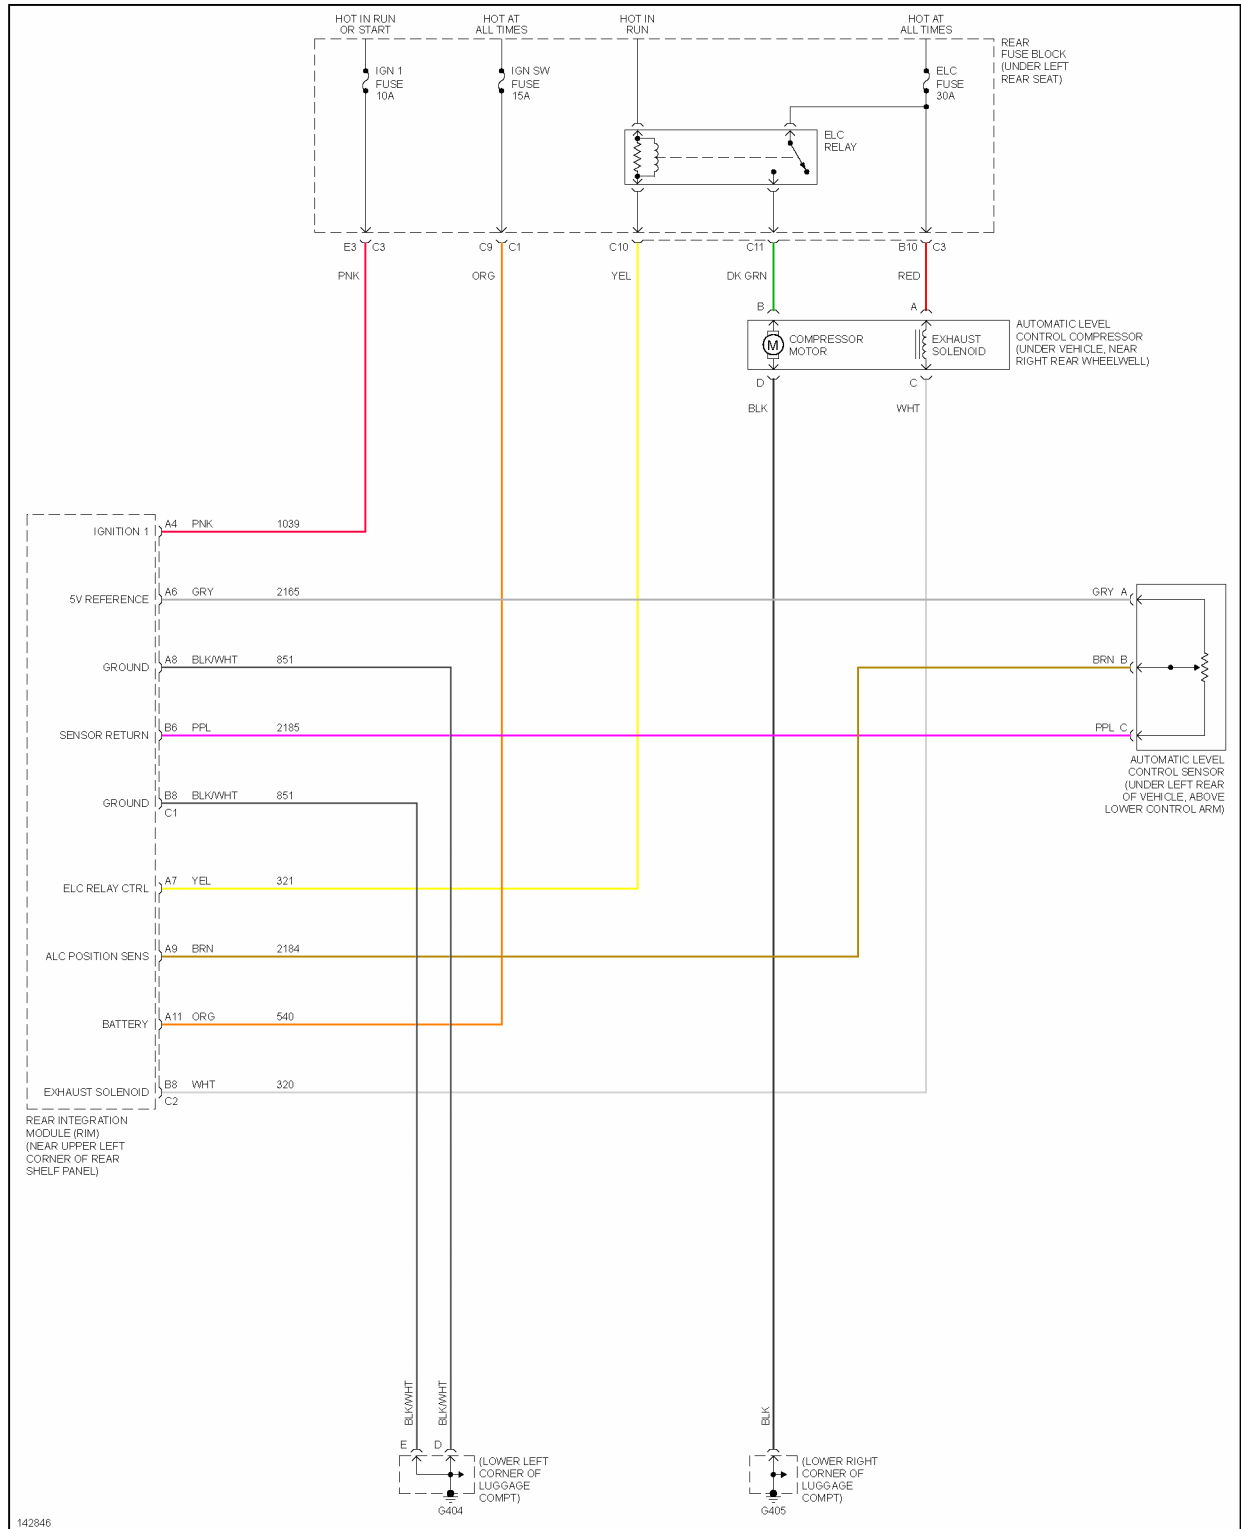 HOT IN RUN
OR START
HOT AT
ALL TIMES
HOT IN
RUN
HOT AT
ALL TIMES
REAR
FUSE BLOCK
(UNDER LEFT
REAR SEAT)
IGN 1
FUSE
10A
IGN SW
FUSE
15A
ELC
FUSE
30A
ELC
RELAY
E3 C3
C9 C1
C10
C11
B10 C3
PNK
ORG
YEL
DK GRN
RED
B
A
COMPRESSOR
MOTOR
M
EXHAUST
SOLENOID
AUTOMATIC LEVEL
CONTROL COMPRESSOR
(UNDER VEHICLE, NEAR
RIGHT REAR WHEELWELL)
D
C
BLK
WHT
IGNITION 1
A4 PNK 1039
5V REFERENCE
A6 GRY 2165
GRY A
GROUND
A8 BLK/WHT 851
BRN B
SENSOR RETURN
B6 PPL 2185
PPL C
AUTOMATIC LEVEL
CONTROL SENSOR
(UNDER LEFT REAR
OF VEHICLE, ABOVE
LOWER CONTROL ARM)
GROUND
B8 BLK/WHT 851
C1
ELC RELAY CTRL
A7 YEL 321
ALC POSITION SENS
A9 BRN 2184
BATTERY
A11 ORG 540
EXHAUST SOLENOID
B8 WHT 320
C2
REAR INTEGRATION
MODULE (RIM)
(NEAR UPPER LEFT
CORNER OF REAR
SHELF PANEL)
BLK/WHT
BLK/WHT
BLK
E
D
(LOWER LEFT
CORNER OF
LUGGAGE
COMPT)
G404
(LOWER RIGHT
CORNER OF
LUGGAGE
COMPT)
G405
142846